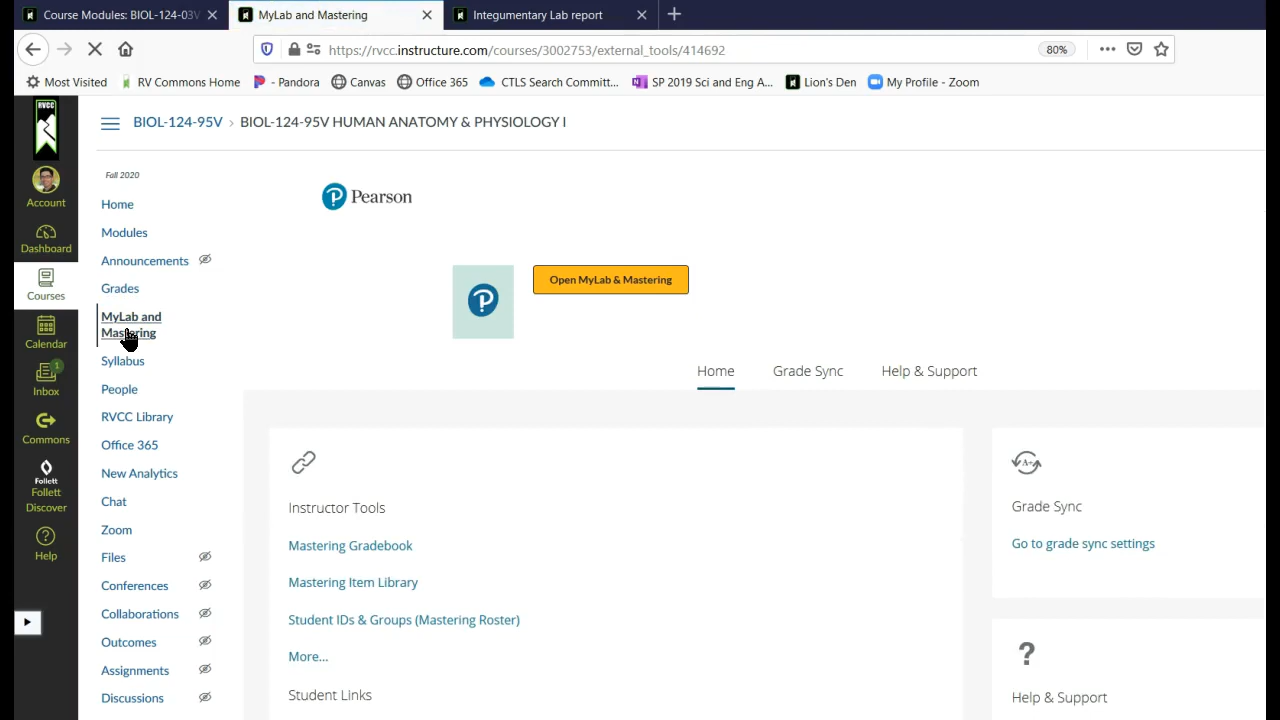 Course Modules: BIOL-124-03V
MyLab and Mastering
Integumentary Lab report
https://rvcc.instructure.com/courses/3002753/external_tools/414692
80%
Most Visited
RV Commons Home
- Pandora
Canvas
Office 365
CTLS Search Committ...
SP 2019 Sci and Eng A...
Lion's Den
My Profile - Zoom
RVCC
Account
Dashboard
Courses
Calendar
1
Inbox
Commons
Follett
Follett
Discover
Help
BIOL-124-95V › BIOL-124-95V HUMAN ANATOMY & PHYSIOLOGY I
Fall 2020
Home
Modules
Announcements
Grades
MyLab and
Mastering
Syllabus
People
RVCC Library
Office 365
New Analytics
Chat
Zoom
Files
Conferences
Collaborations
Outcomes
Assignments
Discussions
Pearson
Open MyLab & Mastering
Home
Grade Sync
Help & Support
Instructor Tools
Mastering Gradebook
Mastering Item Library
Student IDs & Groups (Mastering Roster)
More...
Student Links
A+
Grade Sync
Go to grade sync settings
?
Help & Support